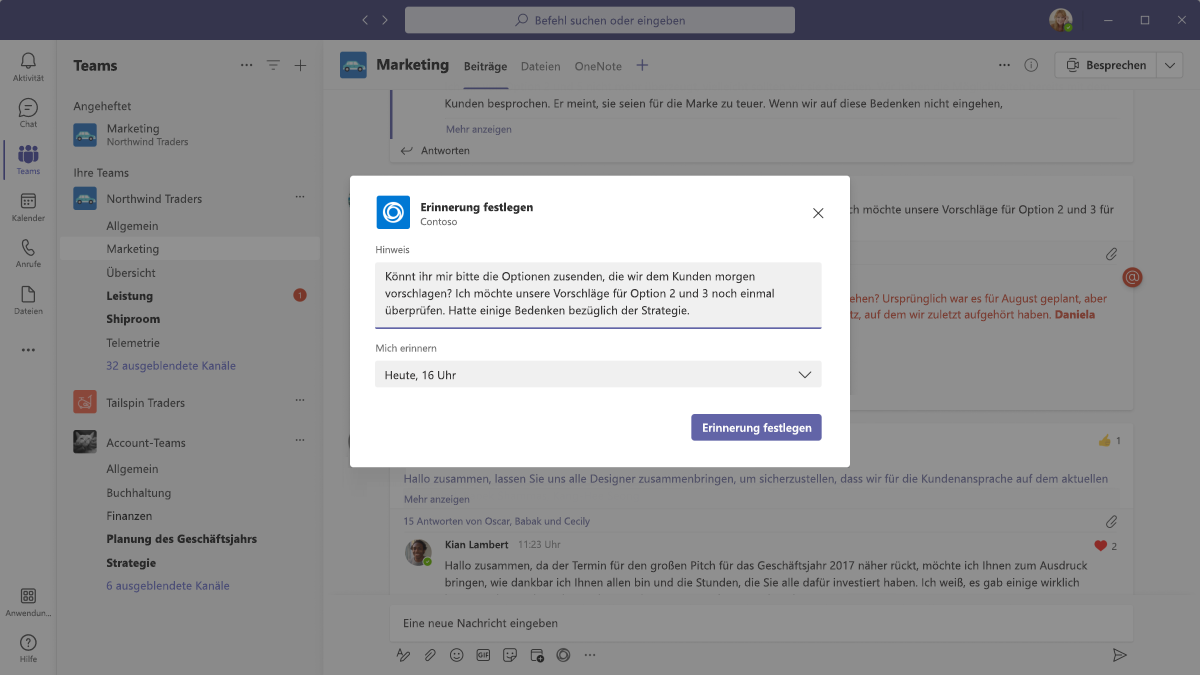 Befehl suchen oder eingeben
Aktivität
Chat
Teams
Kalender
Anrufe
Dateien
Anwendun...
Hilfe
Teams
Angeheftet
Marketing
Northwind Traders
Ihre Teams
Northwind Traders
Allgemein
Marketing
Übersicht
Leistung
1
Shiproom
Telemetrie
32 ausgeblendete Kanäle
Tailspin Traders
Account-Teams
Allgemein
Buchhaltung
Finanzen
Planung des Geschäftsjahrs
Strategie
6 ausgeblendete Kanäle
Marketing
Beiträge
Dateien
OneNote
Besprechen
Kunden besprochen. Er meint, sie seien für die Marke zu teuer. Wenn wir auf diese Bedenken nicht eingehen,
Mehr anzeigen
Antworten
ch möchte unsere Vorschläge für Option 2 und 3 für
ehen? Ursprünglich war es für August geplant, aber
tz, auf dem wir zuletzt aufgehört haben. Daniela
Erinnerung festlegen
Contoso
Hinweis
Könnt ihr mir bitte die Optionen zusenden, die wir dem Kunden morgen
vorschlagen? Ich möchte unsere Vorschläge für Option 2 und 3 noch einmal
überprüfen. Hatte einige Bedenken bezüglich der Strategie.
Mich erinnern
Heute, 16 Uhr
Erinnerung festlegen
1
Hallo zusammen, lassen Sie uns alle Designer zusammenbringen, um sicherzustellen, dass wir für die Kundenansprache auf dem aktuellen
Mehr anzeigen
15 Antworten von Oscar, Babak und Cecily
Kian Lambert 11:23 Uhr
2
Hallo zusammen, da der Termin für den großen Pitch für das Geschäftsjahr 2017 näher rückt, möchte ich Ihnen zum Ausdruck
bringen, wie dankbar ich Ihnen allen bin und die Stunden, die Sie alle dafür investiert haben. Ich weiß, es gab einige wirklich
Eine neue Nachricht eingeben
GIF